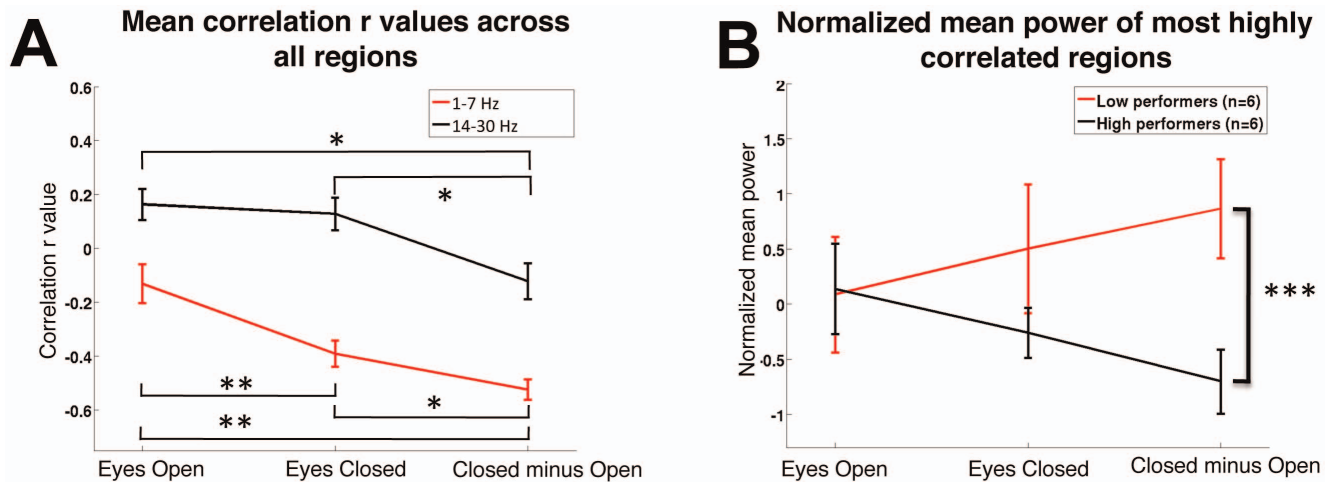 A
Mean correlation r values across
all regions
0.6
0.4
0.2
0
-0.2
-0.4
-0.6
Correlation r value
1-7 Hz
14-30 Hz
*
*
**
*
**
Eyes Open
Eyes Closed
Closed minus Open
B
Normalized mean power of most highly
correlated regions
2
1.5
1
0.5
0
-0.5
-1
Normalized mean power
Low performers (n=6)
High performers (n=6)
***
Eyes Open
Eyes Closed
Closed minus Open